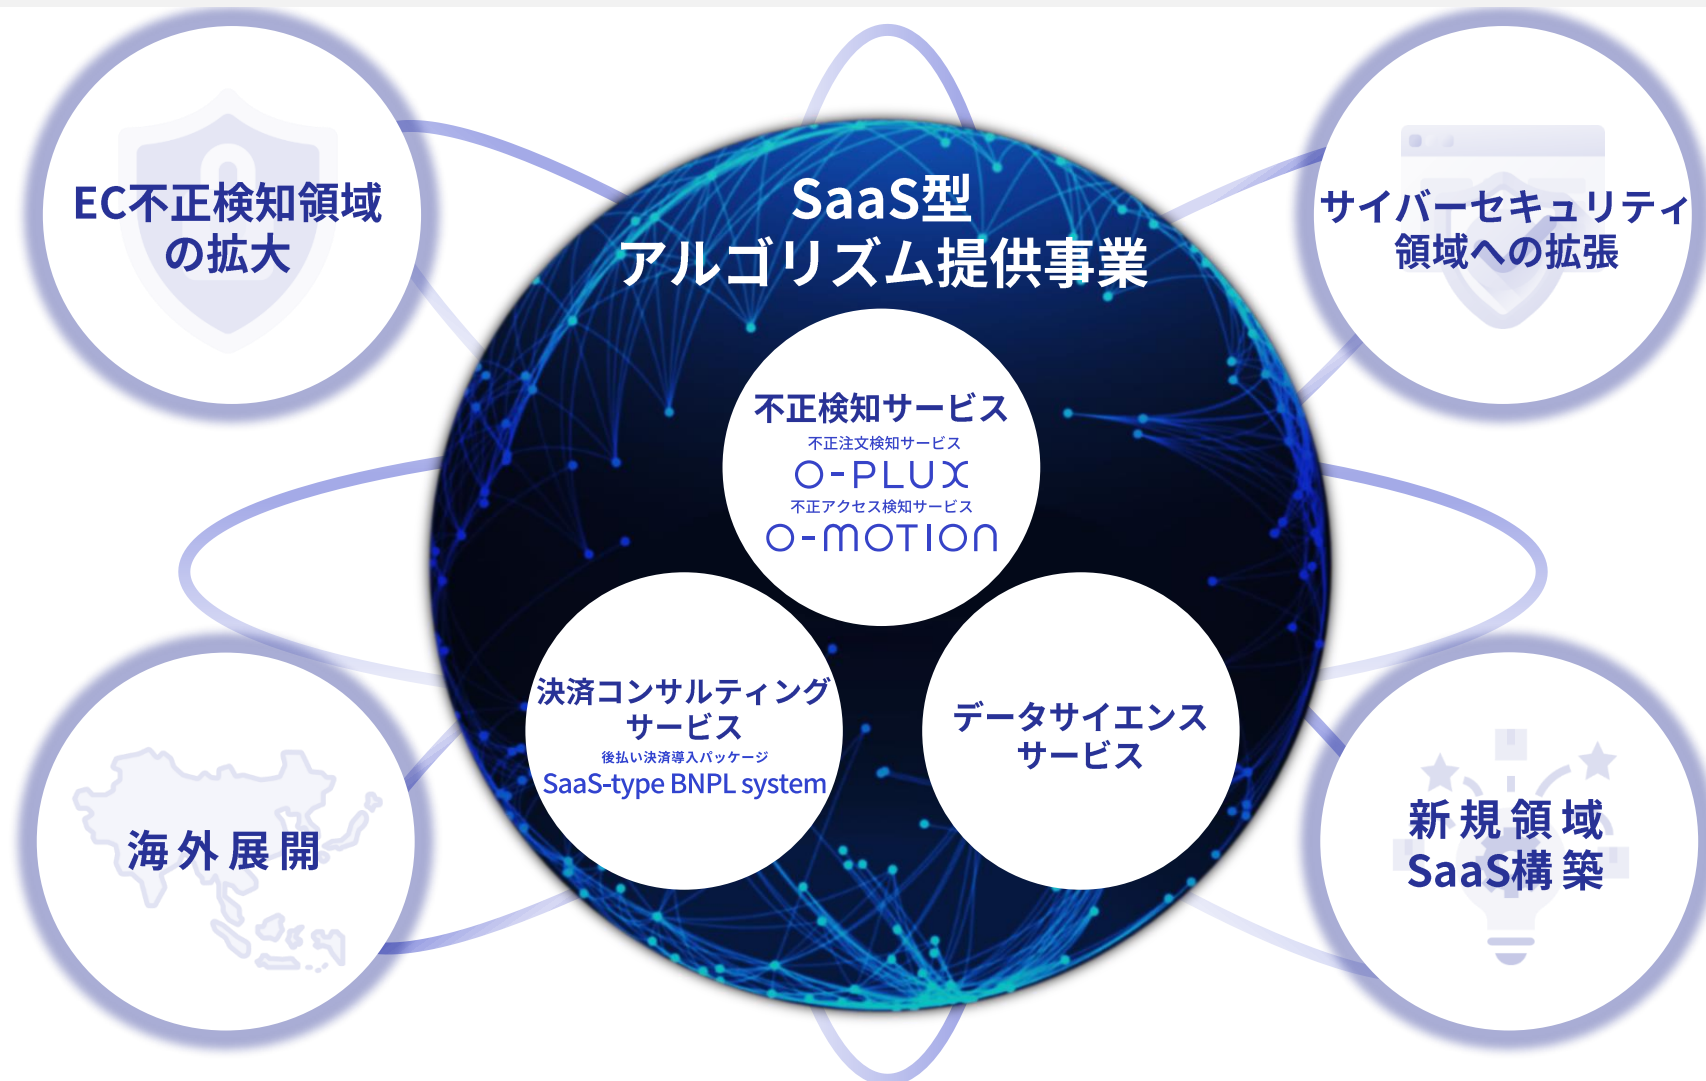 EC不正検知領域
の拡大
サイバーセキュリティ
領域への拡張
SaaS型
アルゴリズム提供事業
不正検知サービス
不正注文検知サービス
O-PLUX
不正アクセス検知サービス
O-MOTION
決済コンサルティング
サービス
後払い決済導入パッケージ
SaaS-type BNPL system
データサイエンス
サービス
海外展開
新規領域
SaaS構築